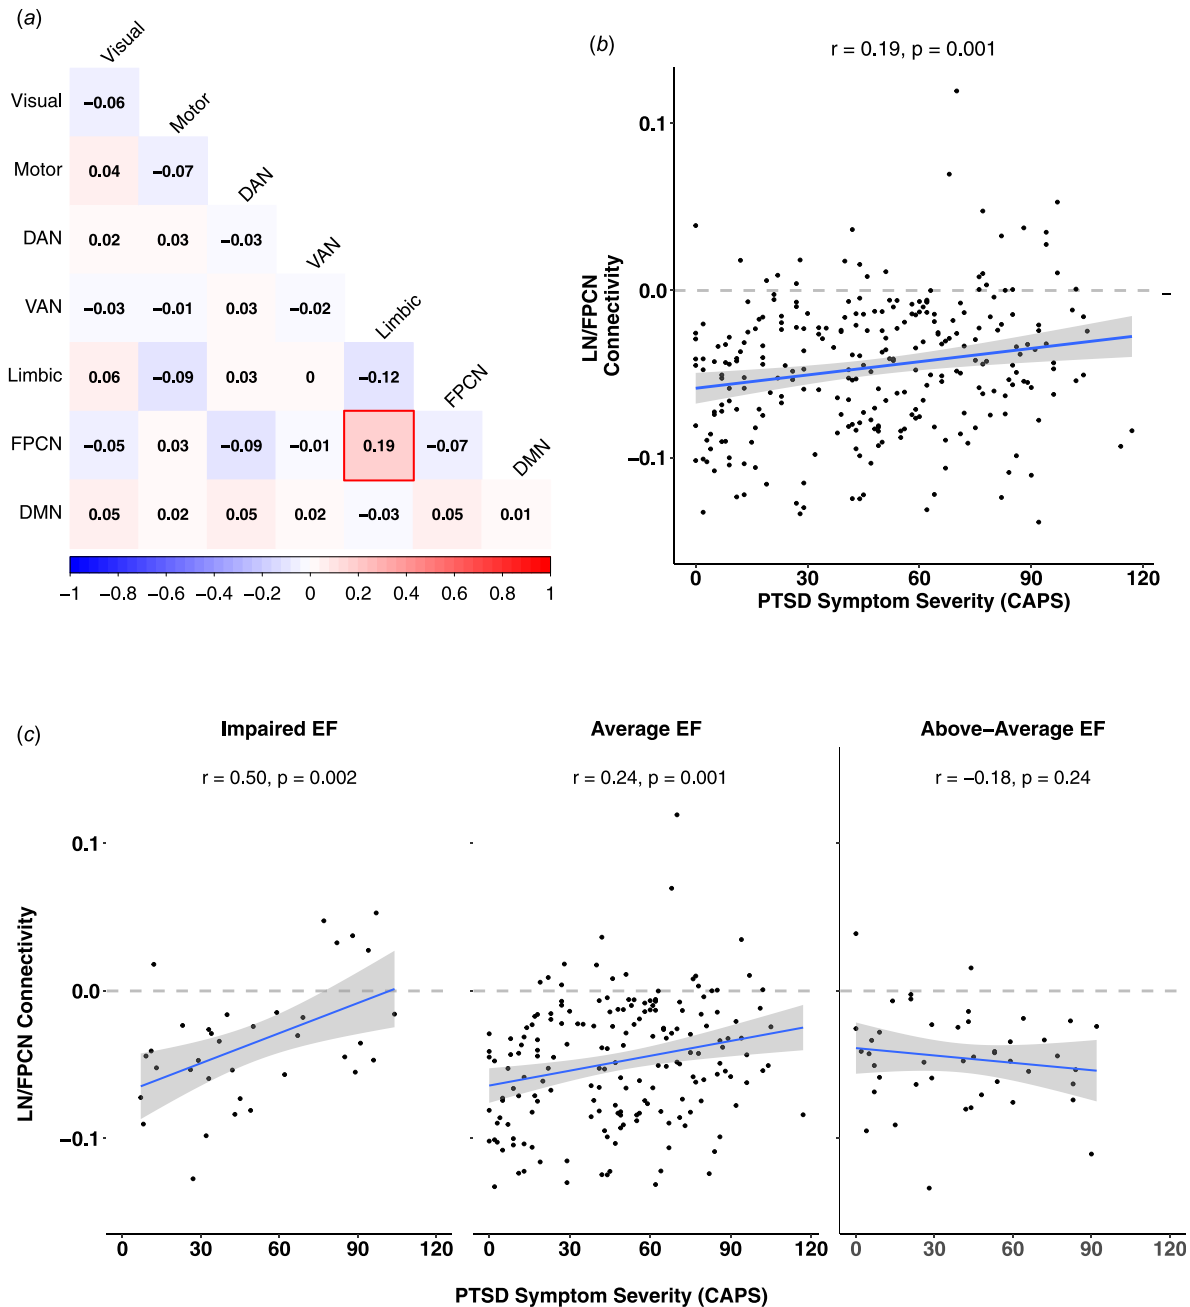 (a)
Visual
Motor
DAN
VAN
Limbic
FPCN
DMN
Visual −0.06
Motor 0.04 −0.07
DAN 0.02 0.03 −0.03
VAN −0.03 −0.01 0.03 −0.02
Limbic 0.06 −0.09 0.03 0 −0.12
FPCN −0.05 0.03 −0.09 −0.01 0.19 −0.07
DMN 0.05 0.02 0.05 0.02 −0.03 0.05 0.01
−1 −0.8 −0.6 −0.4 −0.2 0 0.2 0.4 0.6 0.8 1
(b)
r = 0.19, p = 0.001
LN/FPCN
Connectivity
0.1
0.0
−0.1
0 30 60 90 120
PTSD Symptom Severity (CAPS)
(c)
Impaired EF Average EF Above−Average EF
r = 0.50, p = 0.002 r = 0.24, p = 0.001 r = −0.18, p = 0.24
LN/FPCN Connectivity
0.1
0.0
−0.1
0 30 60 90 120 0 30 60 90 120 0 30 60 90 120
PTSD Symptom Severity (CAPS)